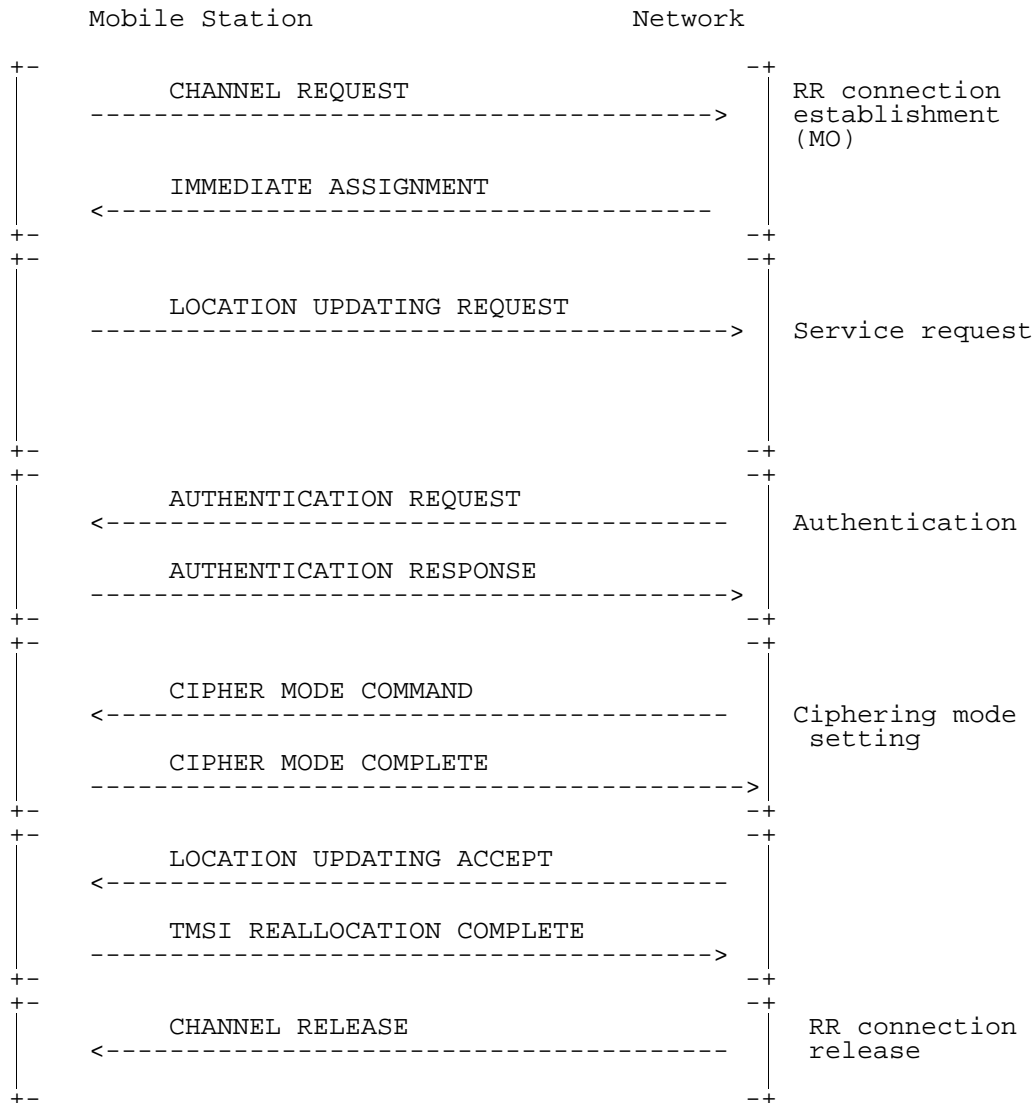 Mobile Station Network
CHANNEL REQUEST
RR connection
establishment
(MO)
IMMEDIATE ASSIGNMENT
LOCATION UPDATING REQUEST
Service request
AUTHENTICATION REQUEST
Authentication
AUTHENTICATION RESPONSE
CIPHER MODE COMMAND
Ciphering mode
setting
CIPHER MODE COMPLETE
LOCATION UPDATING ACCEPT
TMSI REALLOCATION COMPLETE
CHANNEL RELEASE
RR connection
release